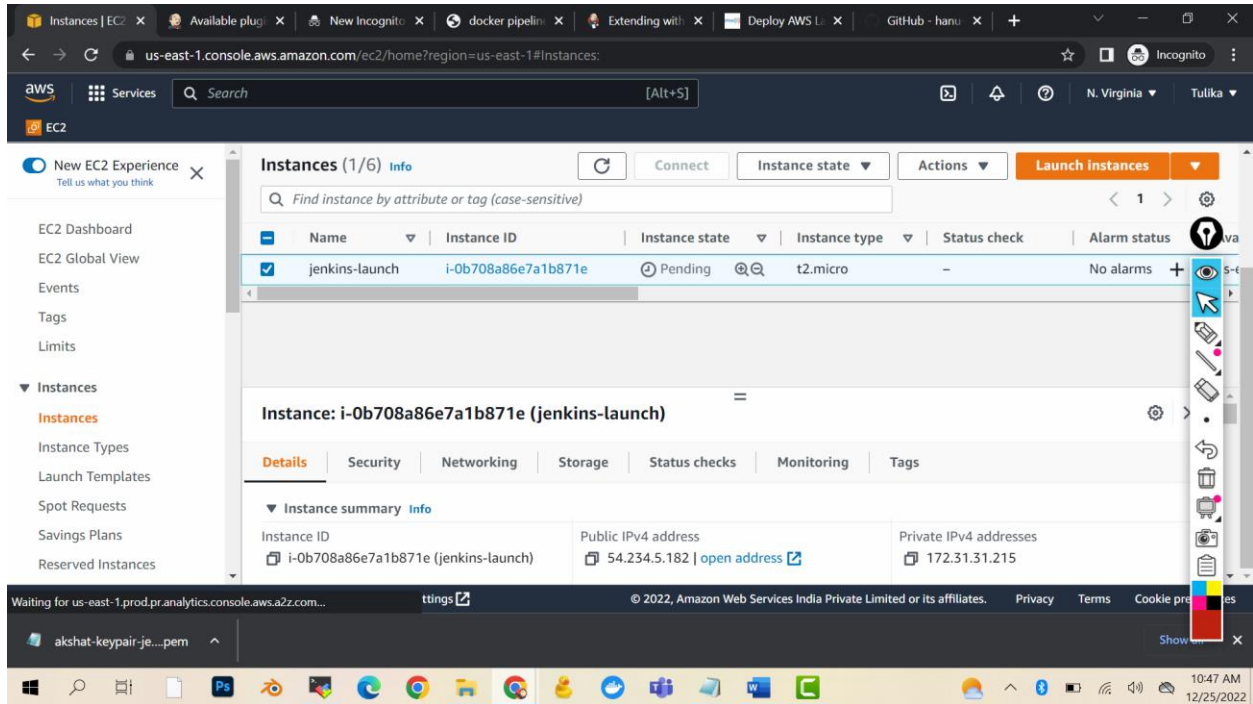 Instances | EC2
Available plugi
New Incognito
docker pipeline
Extending with
Deploy AWS La
GitHub - hanu
us-east-1.console.aws.amazon.com/ec2/home?region=us-east-1#Instances:
Incognito
aws
Services
Search
[Alt+S]
N. Virginia
Tulika
EC2
New EC2 Experience
Tell us what you think
EC2 Dashboard
EC2 Global View
Events
Tags
Limits
Instances
Instances
Instance Types
Launch Templates
Spot Requests
Savings Plans
Reserved Instances
Instances (1/6) Info
Connect
Instance state
Actions
Launch instances
Find instance by attribute or tag (case-sensitive)
1
Name
Instance ID
Instance state
Instance type
Status check
Alarm status
Ava
jenkins-launch
i-0b708a86e7a1b871e
Pending
t2.micro
–
No alarms
s-e
Instance: i-0b708a86e7a1b871e (jenkins-launch)
Details
Security
Networking
Storage
Status checks
Monitoring
Tags
Instance summary Info
Instance ID
i-0b708a86e7a1b871e (jenkins-launch)
Public IPv4 address
54.234.5.182 | open address
Private IPv4 addresses
172.31.31.215
Waiting for us-east-1.prod.pr.analytics.console.aws.a2z.com...
ttings
© 2022, Amazon Web Services India Private Limited or its affiliates.
Privacy
Terms
Cookie pre
es
akshat-keypair-je....pem
Show
Ps
10:47 AM
12/25/2022